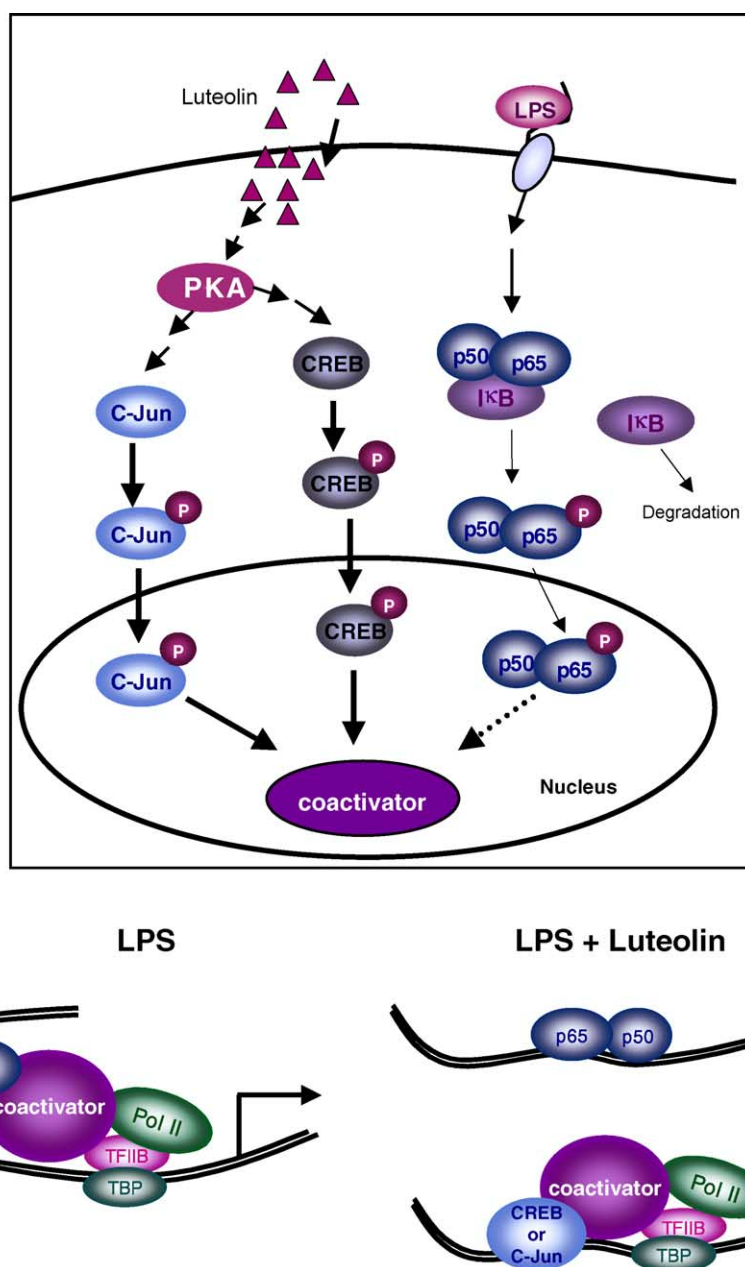 Luteolin
LPS
PKA
CREB
p50
p65
IκB
C-Jun
IκB
P
CREB
P
C-Jun
P
p50
p65
Degradation
P
CREB
P
C-Jun
P
p50
p65
coactivator
Nucleus
LPS
LPS + Luteolin
p65
p50
coactivator
Pol II
TFIIB
TBP
coactivator
Pol II
CREB
or
C-Jun
TFIIB
TBP